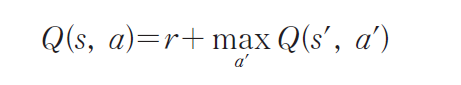 Q(s, a)=r+ max Q(s′, a′)
a′